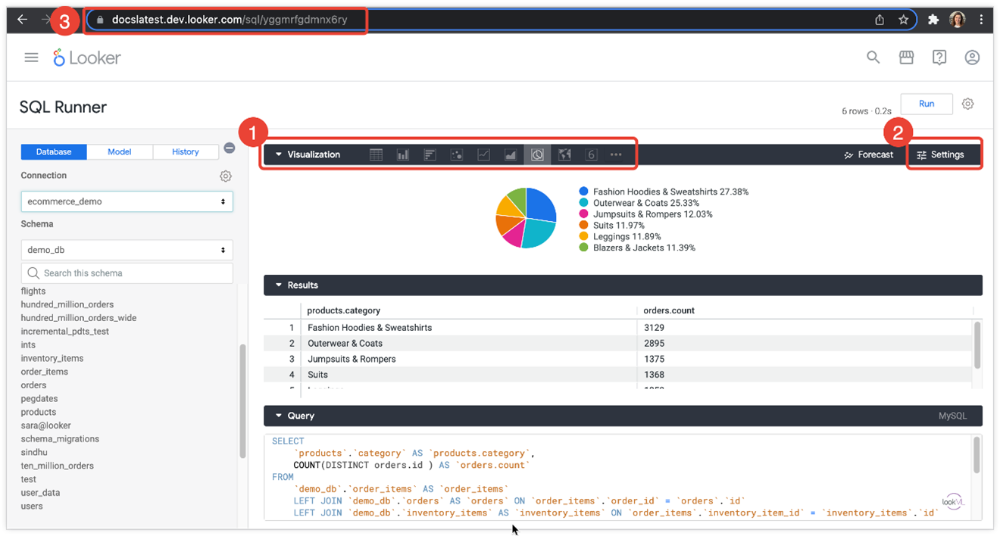 3
docslatest.dev.looker.com/sql/yggmrfgdmnx6ry
Looker
SQL Runner
6 rows · 0.2s
Run
1
2
Database Model History
Visualization
6
Forecast
Settings
Connection
ecommerce_demo
Schema
demo_db
Search this schema
flights
hundred_million_orders
hundred_million_orders_wide
incremental_pdts_test
ints
inventory_items
order_items
orders
pegdates
products
sara@looker
schema_migrations
sindhu
ten_million_orders
test
user_data
users
Fashion Hoodies & Sweatshirts 27.38%
Outerwear & Coats 25.33%
Jumpsuits & Rompers 12.03%
Suits 11.97%
Leggings 11.89%
Blazers & Jackets 11.39%
Results
products.category orders.count
1 Fashion Hoodies & Sweatshirts 3129
2 Outerwear & Coats 2895
3 Jumpsuits & Rompers 1375
4 Suits 1368
Query
MySQL
SELECT
`products`.`category` AS `products.category`,
COUNT(DISTINCT orders.id ) AS `orders.count`
FROM
`demo_db`.`order_items` AS `order_items`
LEFT JOIN `demo_db`.`orders` AS `orders` ON `order_items`.`order_id` = `orders`.`id`
LEFT JOIN `demo_db`.`inventory_items` AS `inventory_items` ON `order_items`.`inventory_item_id` = `inventory_items`.`id`
lookML